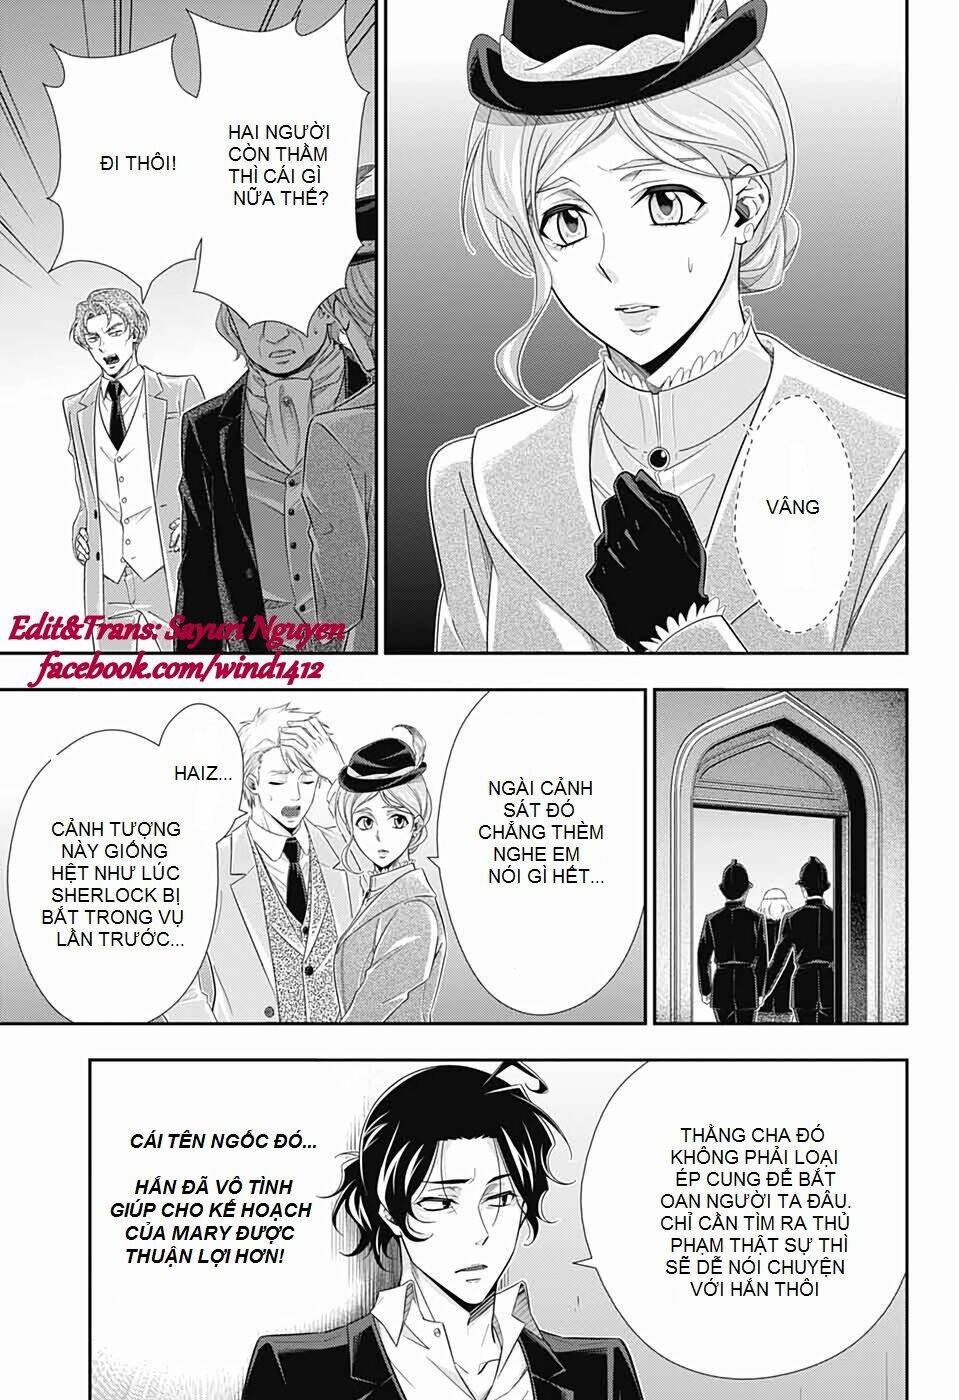 HAI NGƯỜI
CÒN THẦM
THÌ CÁI GÌ
NỮA THẾ?
ĐI THÔI!
VÂNG
Edit&Trans: Sayuri Nguyen
facebook.com/wind1412
NGÀI CẢNH
SÁT ĐÓ
CHẲNG THÈM
NGHE EM
NÓI GÌ HẾT...
HAIZ...
CẢNH TƯỢNG
NÀY GIỐNG
HỆT NHƯ LÚC
SHERLOCK BỊ
BẮT TRONG VỤ
LẦN TRƯỚC...
THẰNG CHA ĐÓ
KHÔNG PHẢI LOẠI
ÉP CUNG ĐỂ BẮT
OAN NGƯỜI TA ĐÂU.
CHỈ CẦN TÌM RA THỦ
PHẠM THẬT SỰ THÌ
SẼ DỄ NÓI CHUYỆN
VỚI HẮN THÔI
CÁI TÊN NGỐC ĐÓ...
HẮN ĐÃ VÔ TÌNH
GIÚP CHO KẾ HOẠCH
CỦA MARY ĐƯỢC
THUẬN LỢI HƠN!